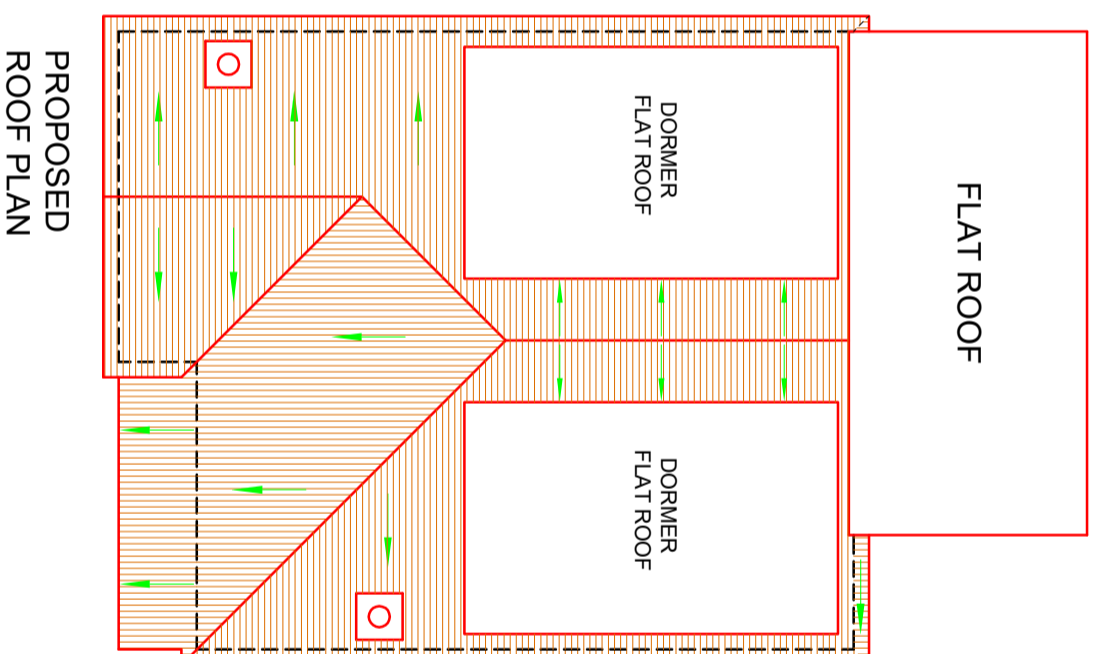 PROPOSED
ROOF PLAN
DORMER
FLAT ROOF
DORMER
FLAT ROOF
FLAT ROOF